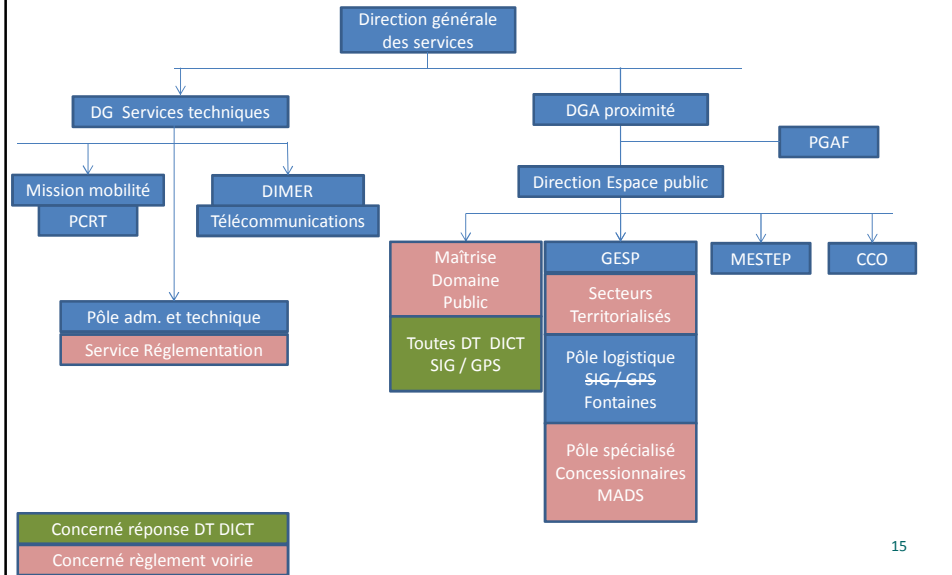 Direction générale
des services
DG Services techniques
DGA proximité
PGAF
Mission mobilité
PCRT
DIMER
Télécommunications
Direction Espace public
Maîtrise
Domaine
Public
Toutes DT DICT
SIG / GPS
GESP
Secteurs
Territorialisés
Pôle logistique
SIG / GPS
Fontaines
Pôle spécialisé
Concessionnaires
MADS
MESTEP
CCO
Pôle adm. et technique
Service Réglementation
Concerné réponse DT DICT
Concerné règlement voirie
15